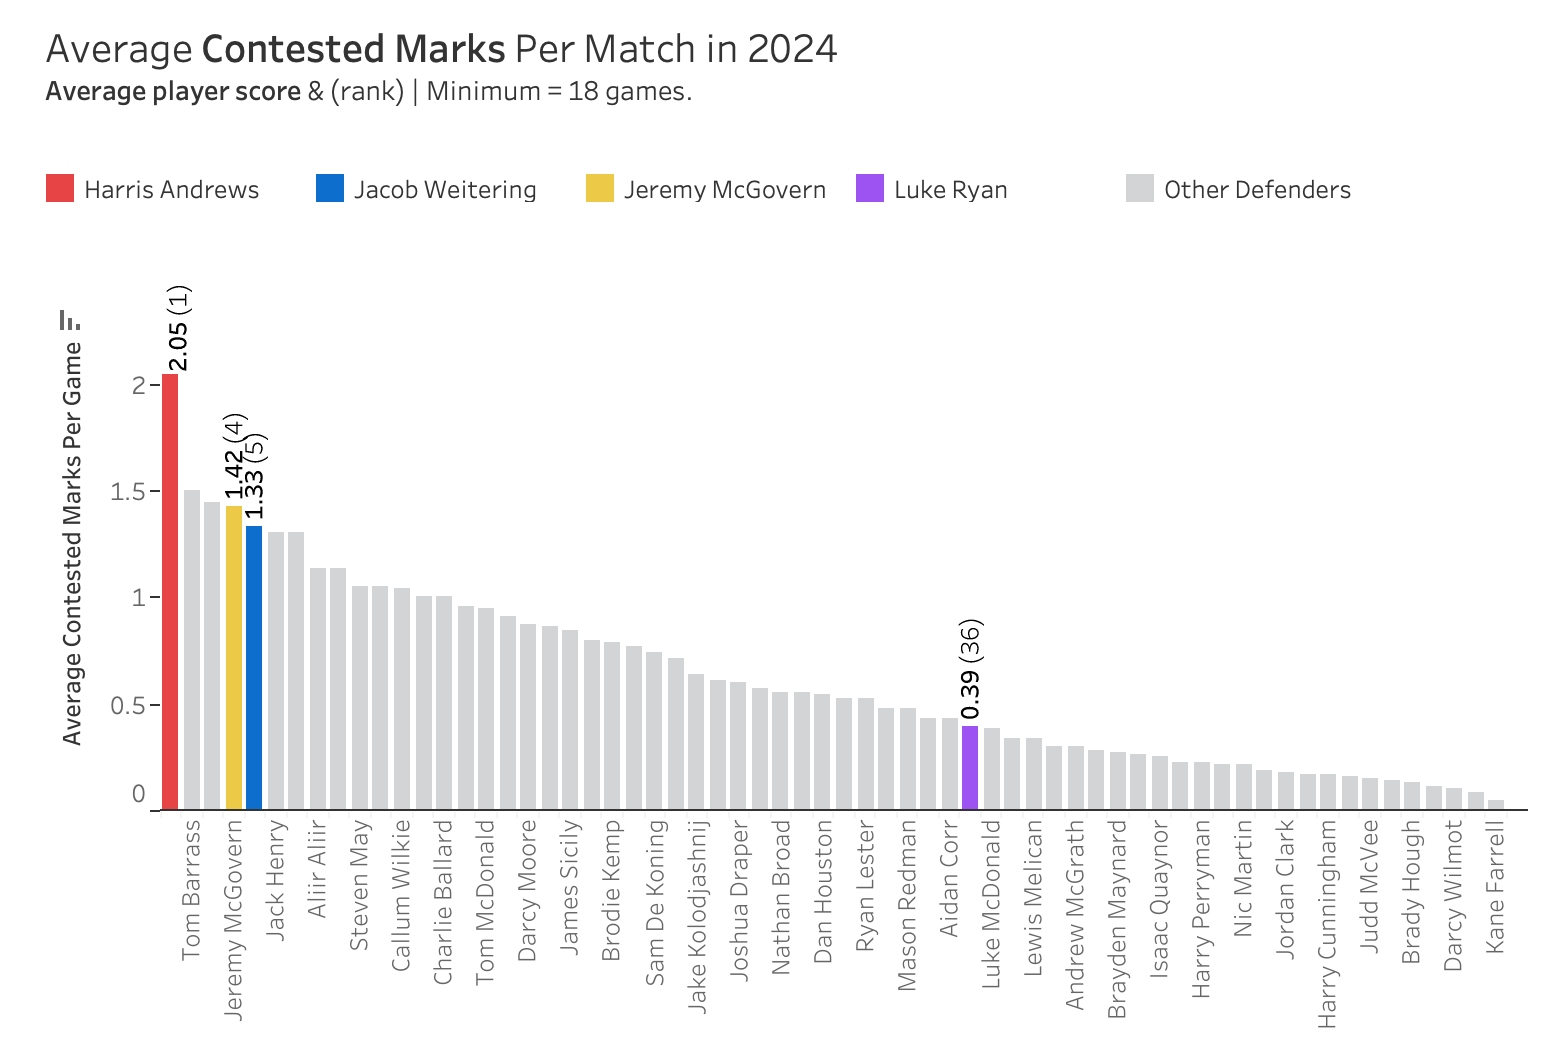 Average Contested Marks Per Match in 2024
Average player score & (rank) | Minimum = 18 games.
Harris Andrews
Jacob Weitering
Jeremy McGovern
Luke Ryan
Other Defenders
Average Contested Marks Per Game
2
1.5
1
0.5
0
2.05 (1)
1.42 (4)
1.33 (5)
0.39 (36)
Tom Barrass
Jeremy McGovern
Jack Henry
Aliir Aliir
Steven May
Callum Wilkie
Charlie Ballard
Tom McDonald
Darcy Moore
James Sicily
Brodie Kemp
Sam De Koning
Jake Kolodjashnij
Joshua Draper
Nathan Broad
Dan Houston
Ryan Lester
Mason Redman
Aidan Corr
Luke McDonald
Lewis Melican
Andrew McGrath
Brayden Maynard
Isaac Quaynor
Harry Perryman
Nic Martin
Jordan Clark
Harry Cunningham
Judd McVee
Brady Hough
Darcy Wilmot
Kane Farrell